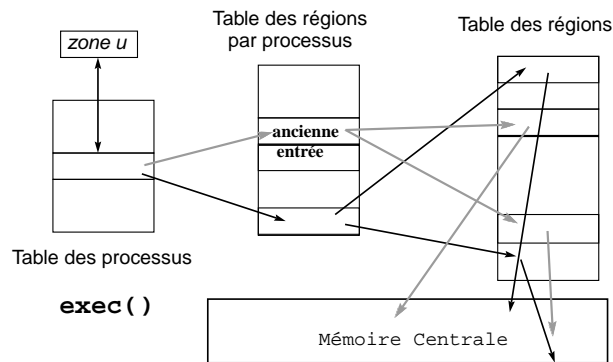 zone u
Table des régions
par processus
Table des régions
ancienne
entrée
Table des processus
exec()
Mémoire Centrale